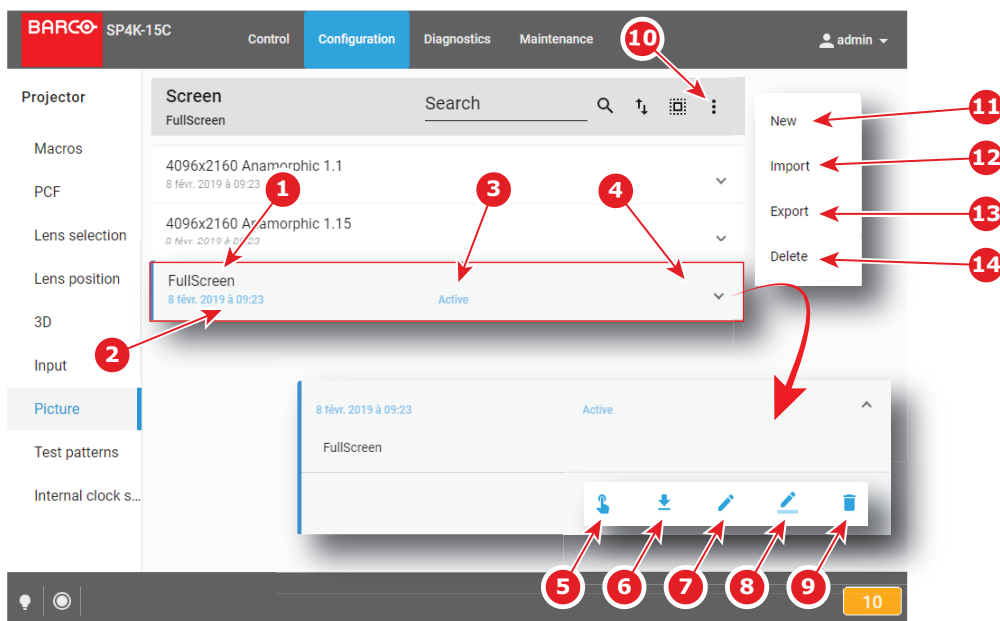 BARCO SP4K-15C
Control Configuration Diagnostics Maintenance 10 admin
Projector
Macros
PCF
Lens selection
Lens position
3D
Input
Picture
Test patterns
Internal clock s...
Screen
FullScreen
Search
4096x2160 Anamorphic 1.1
8 févr. 2019 à 09:23
1 3 4
4096x2160 Anamorphic 1.15
8 févr. 2019 à 09:23
FullScreen
8 févr. 2019 à 09:23 Active
2
New 11
Import 12
Export 13
Delete 14
8 févr. 2019 à 09:23 Active
FullScreen
5 6 7 8 9
10